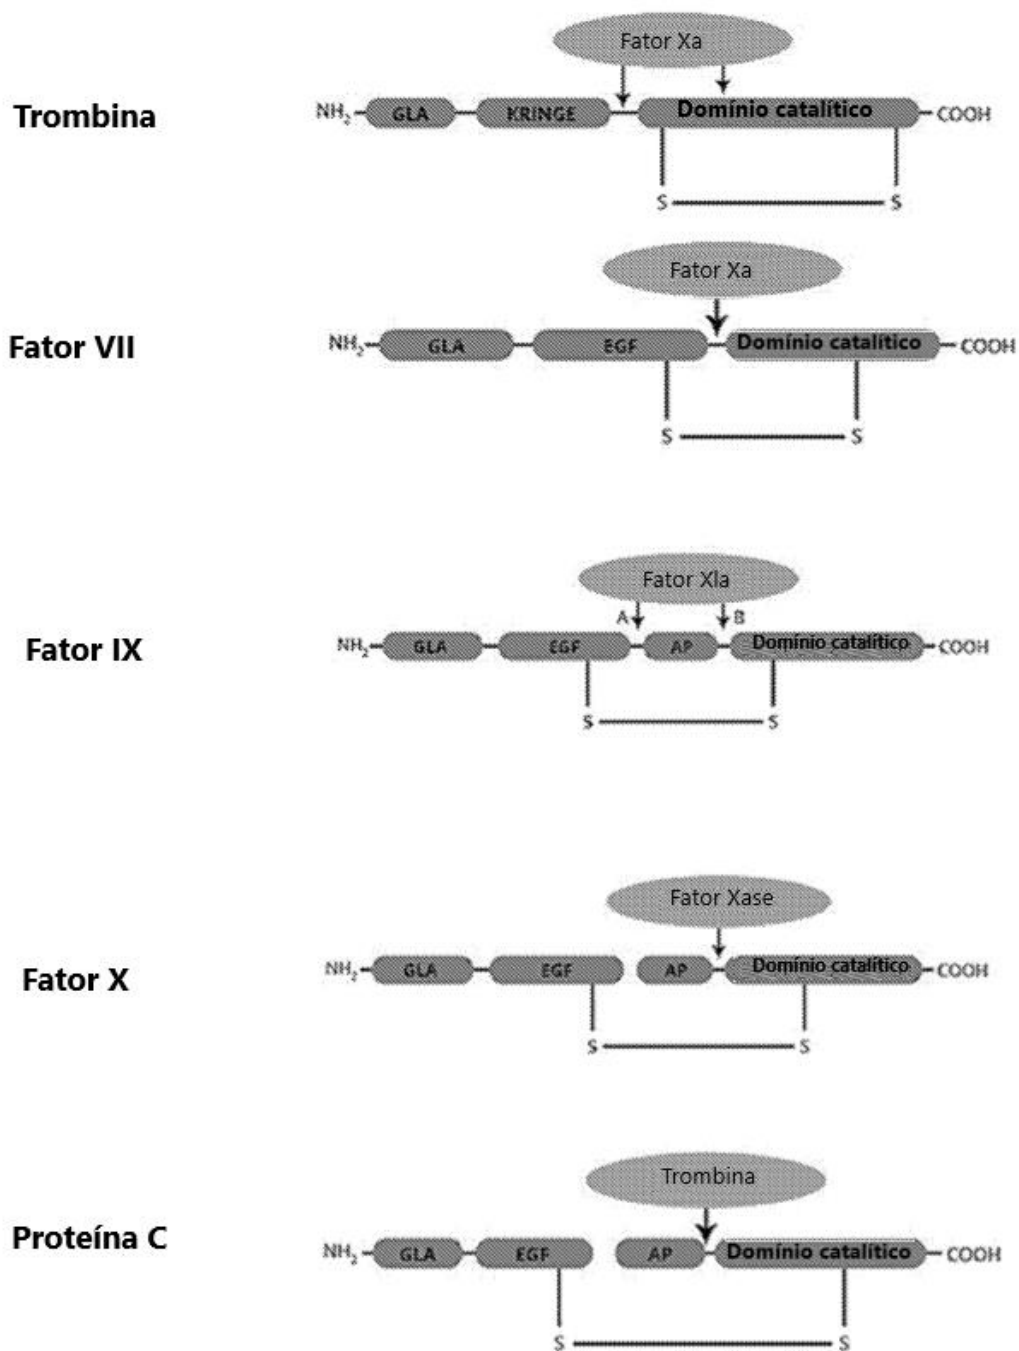 Fator Xa
Trombina
NH2 GLA KRINGE Domínio catalítico COOH
S S
Fator Xa
Fator VII
NH2 GLA EGF Domínio catalítico COOH
S S
Fator XIa
A B
Fator IX
NH2 GLA EGF AP Domínio catalítico COOH
S S
Fator Xase
Fator X
NH2 GLA EGF AP Domínio catalítico COOH
S S
Trombina
Proteína C
NH2 GLA EGF AP Domínio catalítico COOH
S S